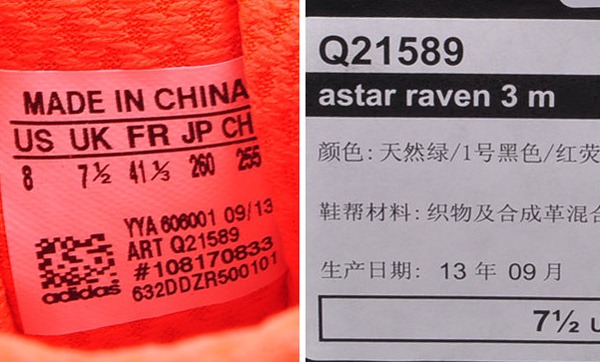 MADE IN CHINA
US UK FR JP CH
8 7½ 41⅓ 260 255
YYA 606001 09/13
ART Q21589
#108170833
632DDZR500101
adidas
Q21589
astar raven 3 m
颜色:天然绿/1号黑色/红荧
鞋帮材料:织物及合成革混合
生产日期: 13 年 09 月
7½ U